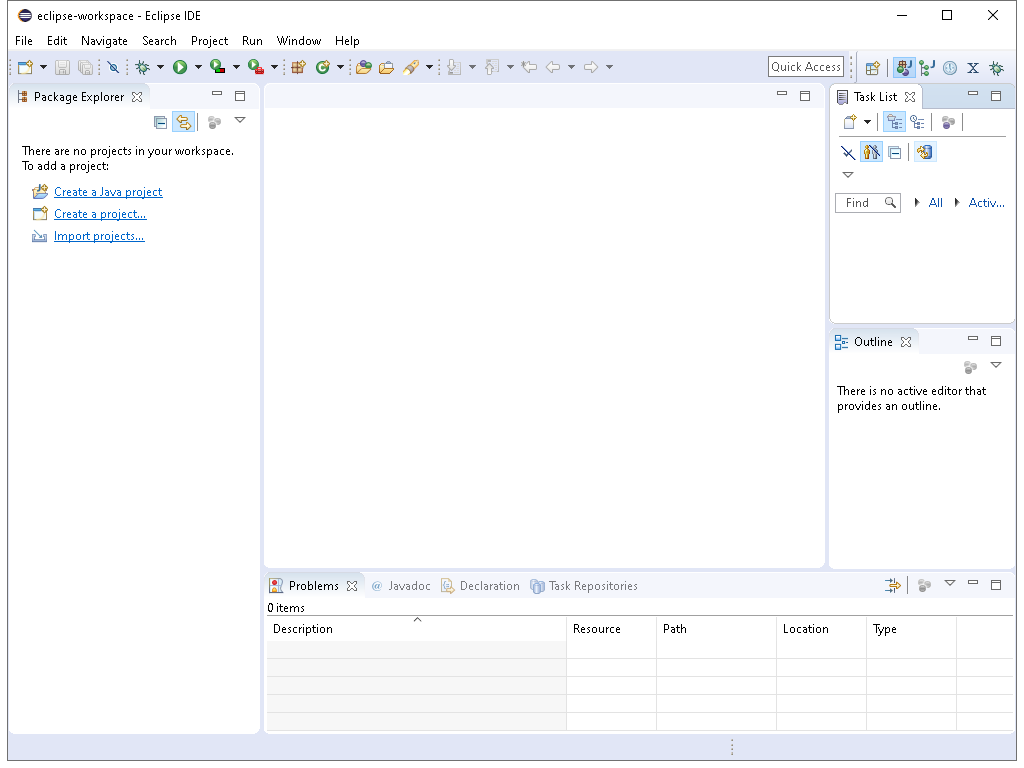 eclipse-workspace - Eclipse IDE
File Edit Navigate Search Project Run Window Help
Quick Access
Package Explorer
There are no projects in your workspace.
To add a project:
Create a Java project
Create a project...
Import projects...
Task List
Find All Activ...
Outline
There is no active editor that
provides an outline.
Problems @ Javadoc Declaration Task Repositories
0 items
Description Resource Path Location Type